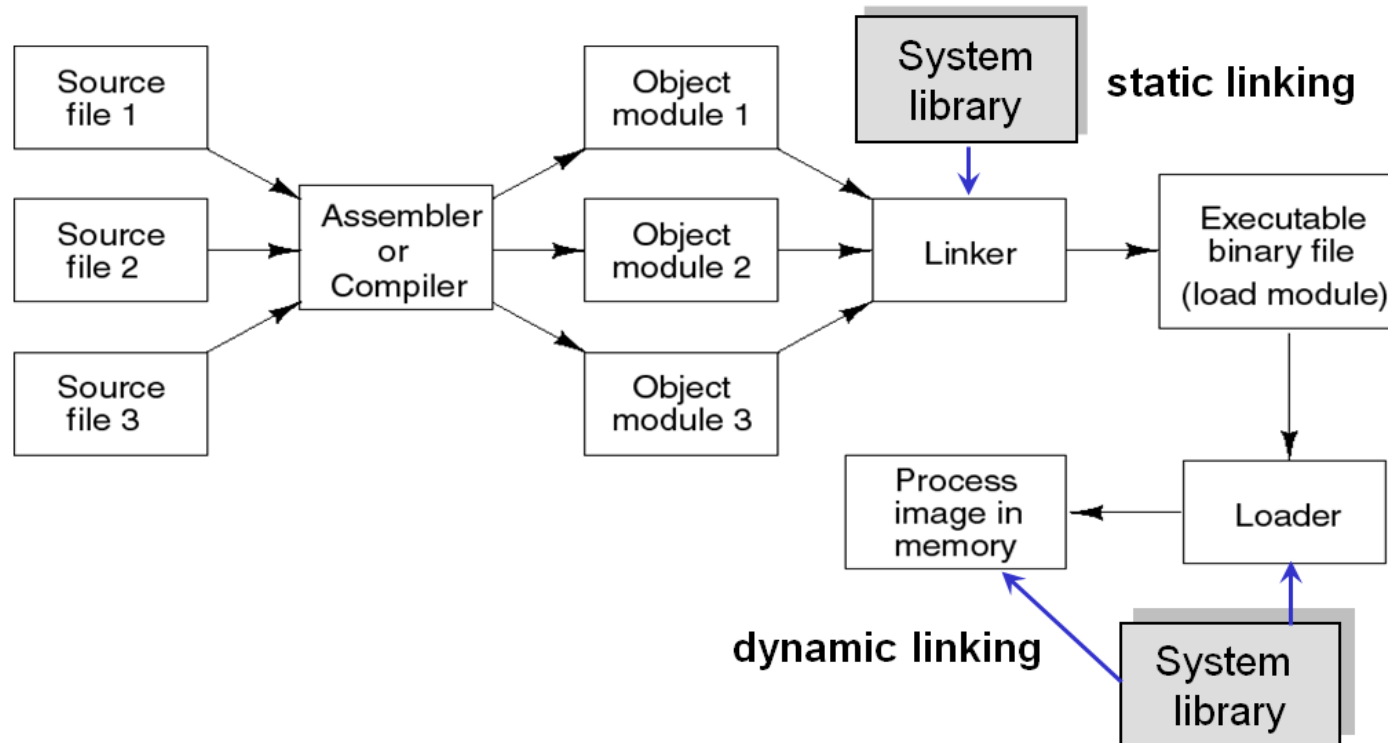 Source
file 1
Source
file 2
Source
file 3
Assembler
or
Compiler
Object
module 1
Object
module 2
Object
module 3
System
library
static linking
Linker
Executable
binary file
(load module)
Loader
Process
image in
memory
dynamic linking
System
library